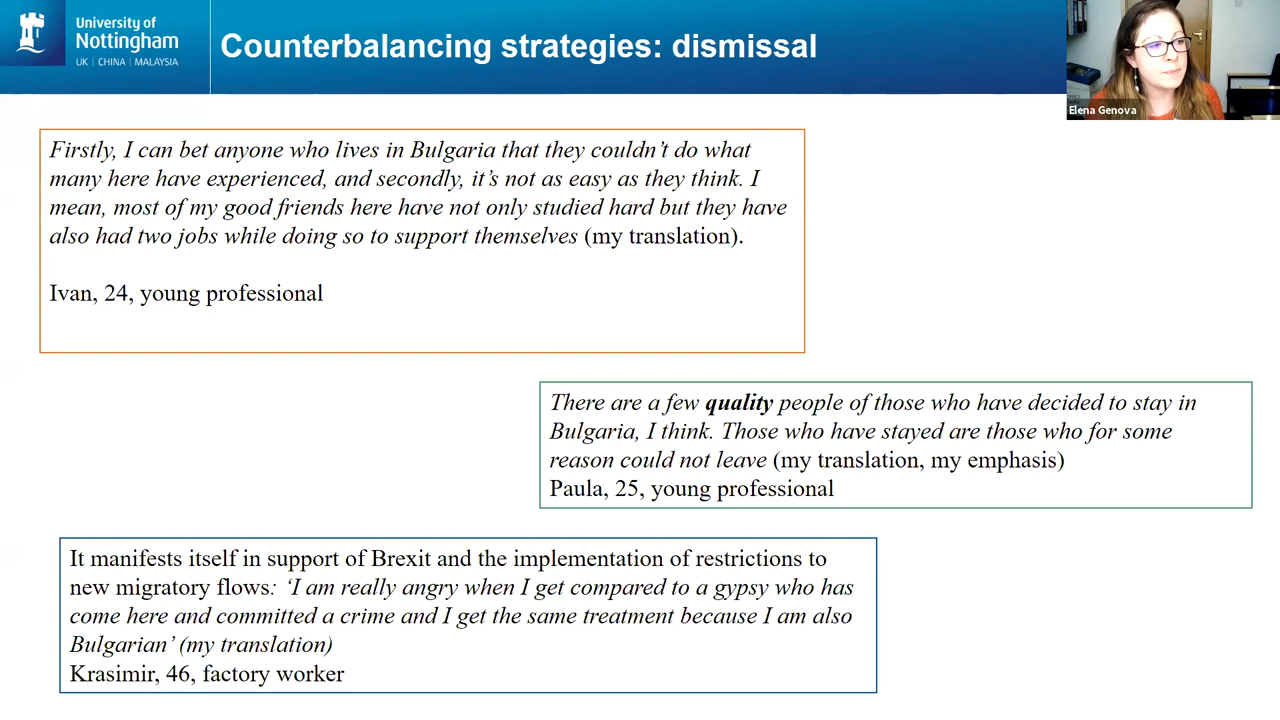 University of
Nottingham
UK | CHINA | MALAYSIA
Counterbalancing strategies: dismissal
Elena Genova
Firstly, I can bet anyone who lives in Bulgaria that they couldn’t do what
many here have experienced, and secondly, it’s not as easy as they think. I
mean, most of my good friends here have not only studied hard but they have
also had two jobs while doing so to support themselves (my translation).
Ivan, 24, young professional
There are a few quality people of those who have decided to stay in
Bulgaria, I think. Those who have stayed are those who for some
reason could not leave (my translation, my emphasis)
Paula, 25, young professional
It manifests itself in support of Brexit and the implementation of restrictions to
new migratory flows: ‘I am really angry when I get compared to a gypsy who has
come here and committed a crime and I get the same treatment because I am also
Bulgarian’ (my translation)
Krasimir, 46, factory worker